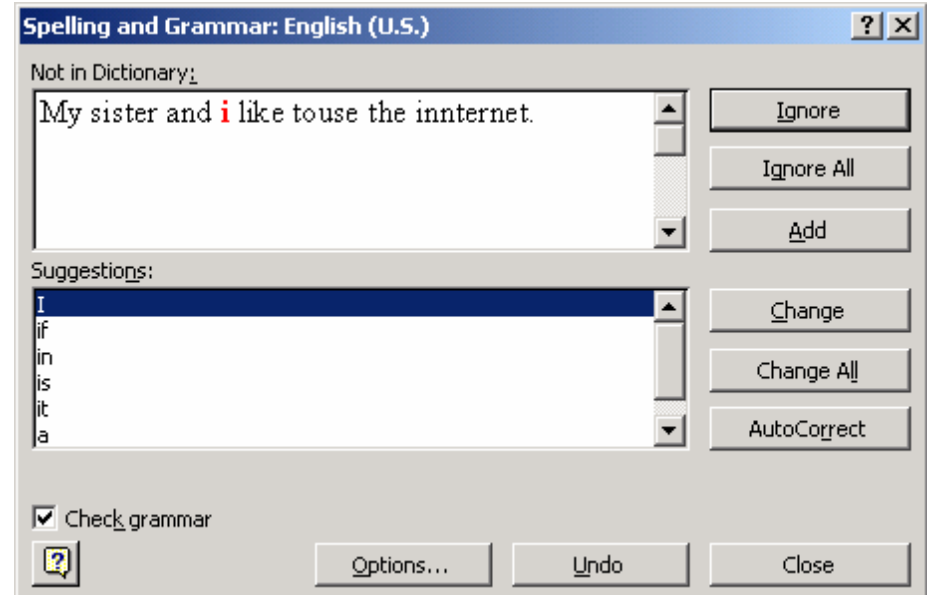 Spelling and Grammar: English (U.S.)
Not in Dictionary:
My sister and i like touse the innternet.
Ignore
Ignore All
Add
Suggestions:
I
if
in
is
it
a
Change
Change All
AutoCorrect
Check grammar
Options...
Undo
Close